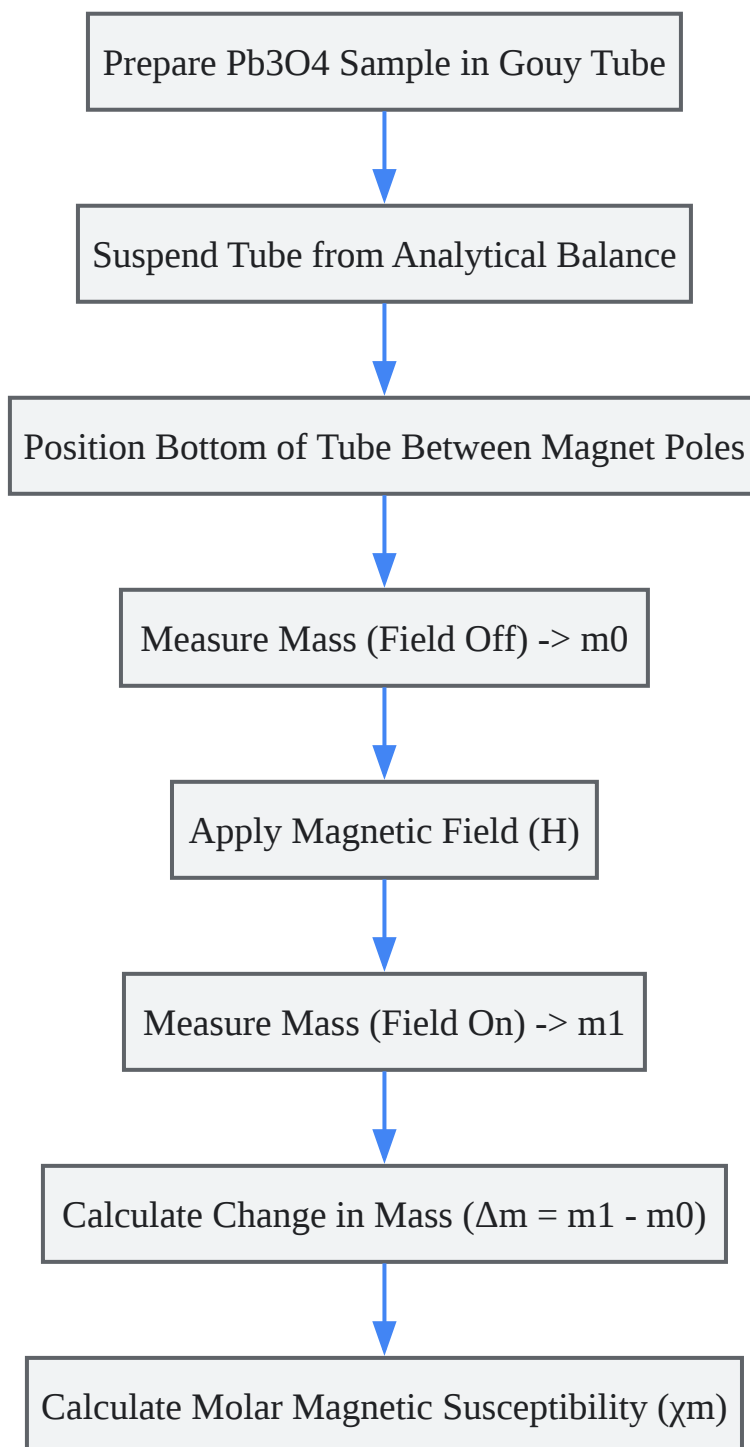 Prepare Pb3O4 Sample in Gouy Tube
Suspend Tube from Analytical Balance
Position Bottom of Tube Between Magnet Poles
Measure Mass (Field Off) -> m0
Apply Magnetic Field (H)
Measure Mass (Field On) -> m1
Calculate Change in Mass (Δm = m1 - m0)
Calculate Molar Magnetic Susceptibility (χm)